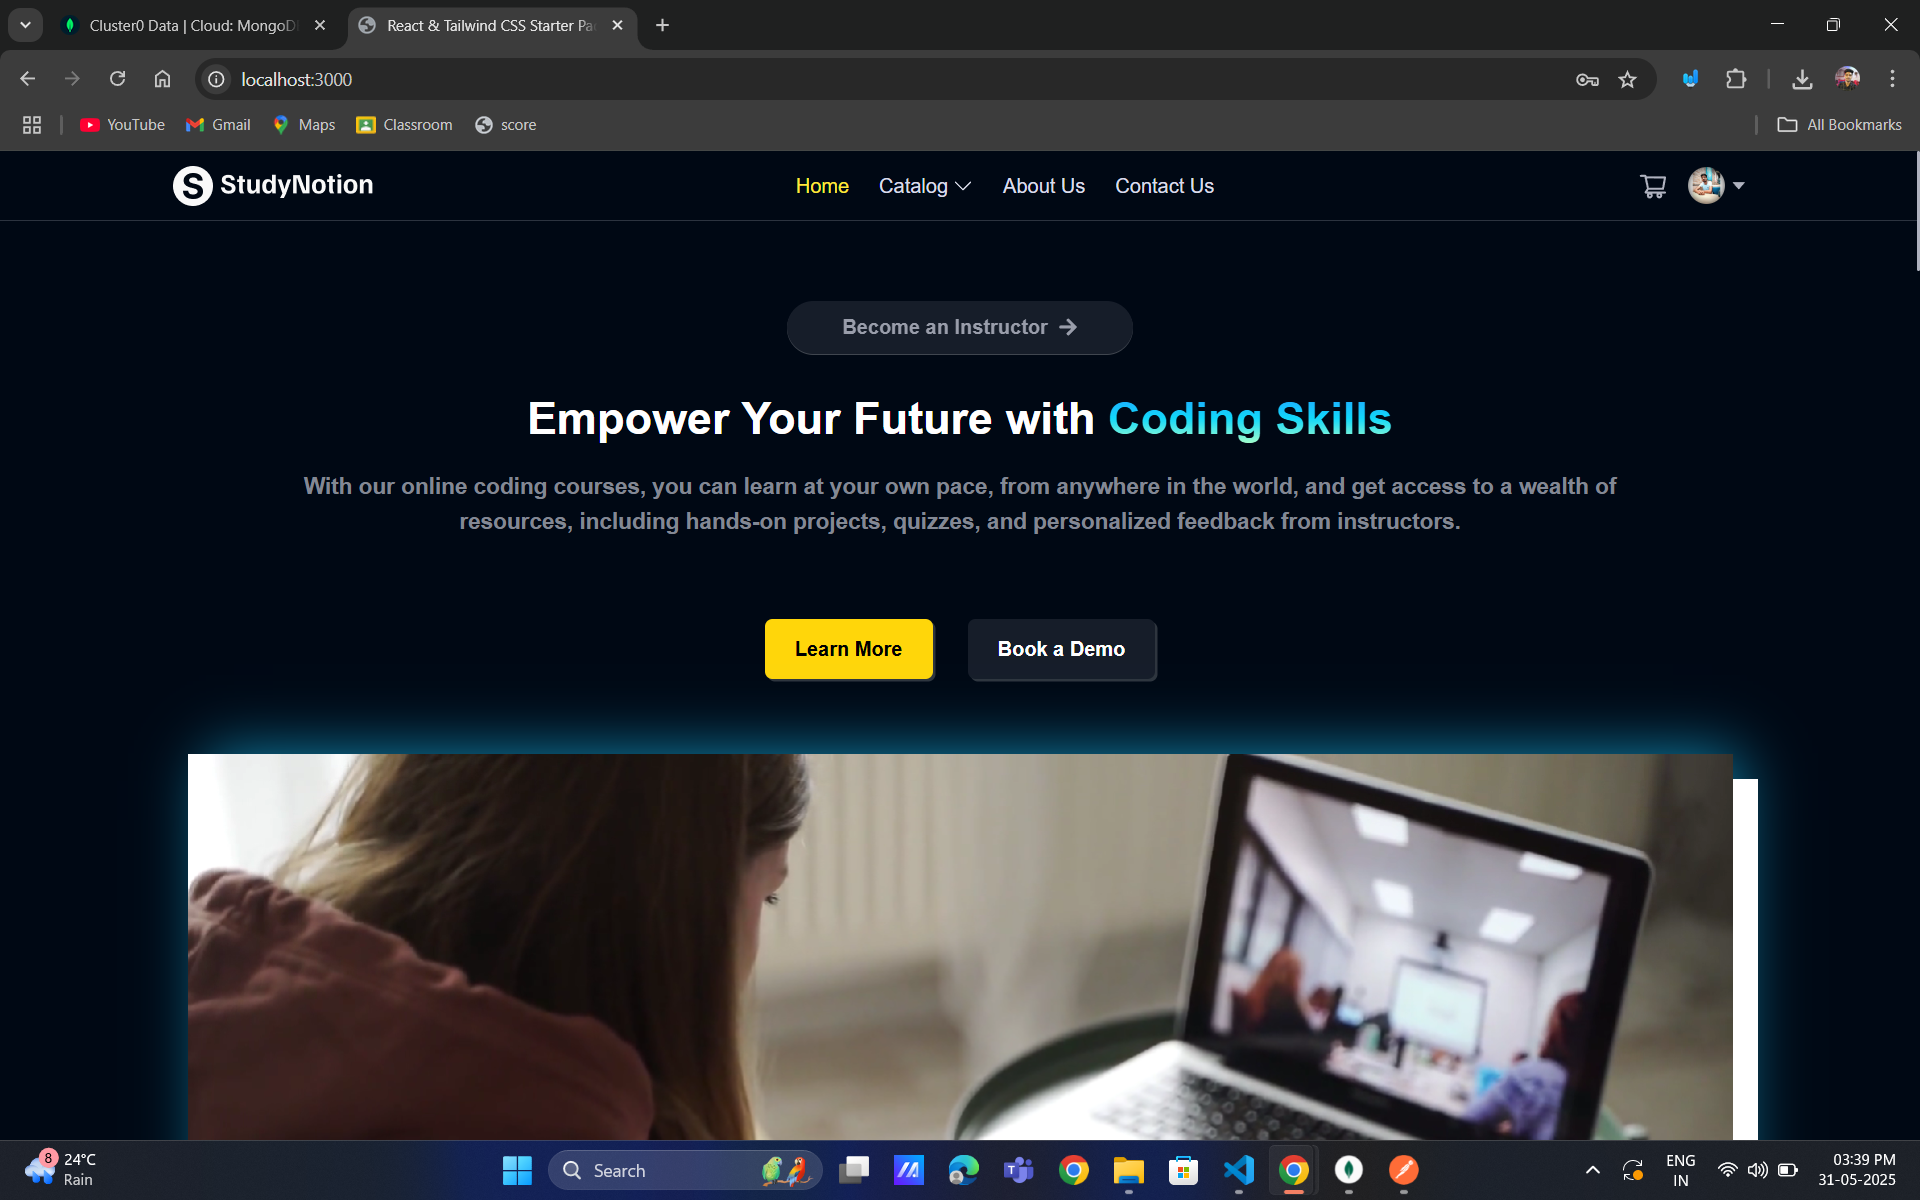 Cluster0 Data | Cloud: MongoD
React & Tailwind CSS Starter Pa
localhost:3000
YouTube
Gmail
Maps
Classroom
score
All Bookmarks
S StudyNotion
Home
Catalog
About Us
Contact Us
Become an Instructor
Empower Your Future with Coding Skills
With our online coding courses, you can learn at your own pace, from anywhere in the world, and get access to a wealth of
resources, including hands-on projects, quizzes, and personalized feedback from instructors.
Learn More
Book a Demo
8
24°C
Rain
Search
ENG
IN
03:39 PM
31-05-2025